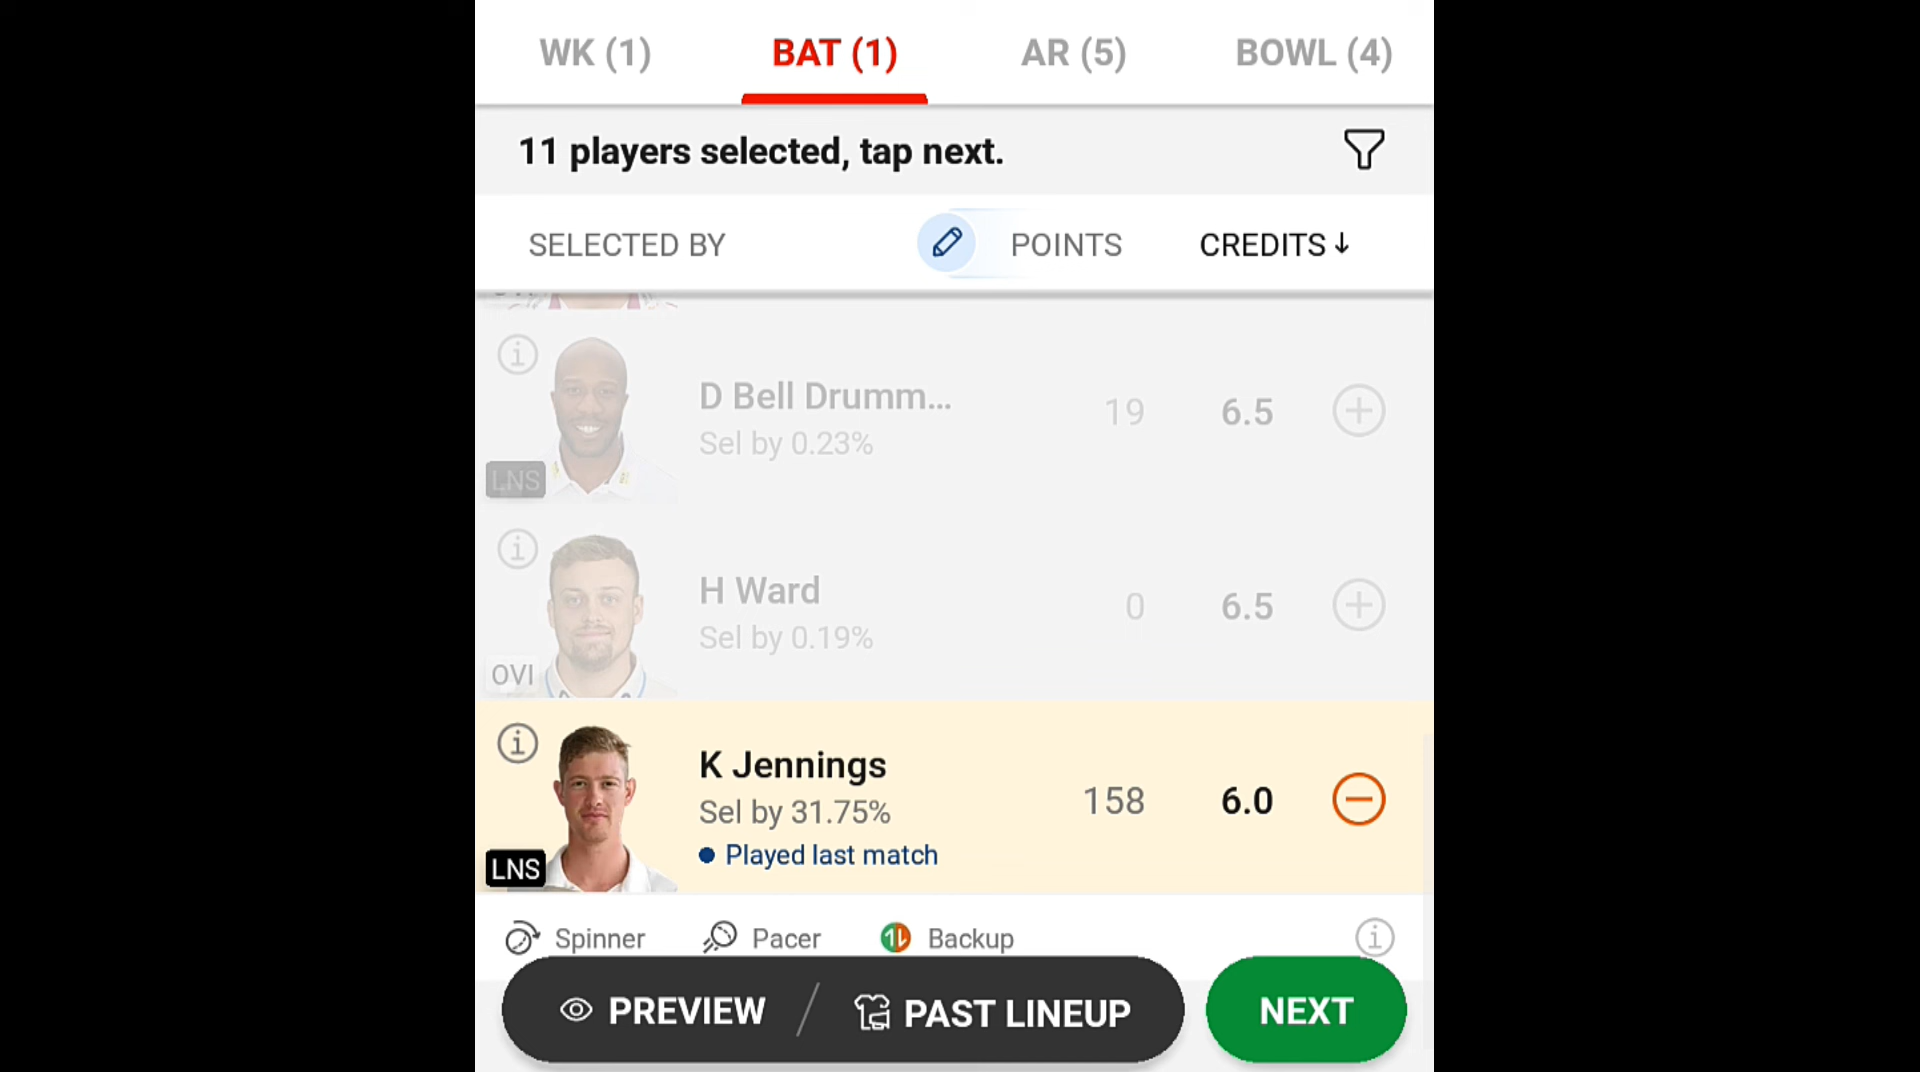 WK (1) BAT (1) AR (5) BOWL (4)
11 players selected, tap next.
SELECTED BY POINTS CREDITS↓
D Bell Drumm... 19 6.5
Sel by 0.23%
LNS
H Ward 0 6.5
Sel by 0.19%
OVI
K Jennings 158 6.0
Sel by 31.75%
Played last match
LNS
Spinner Pacer Backup
PREVIEW / PAST LINEUP NEXT